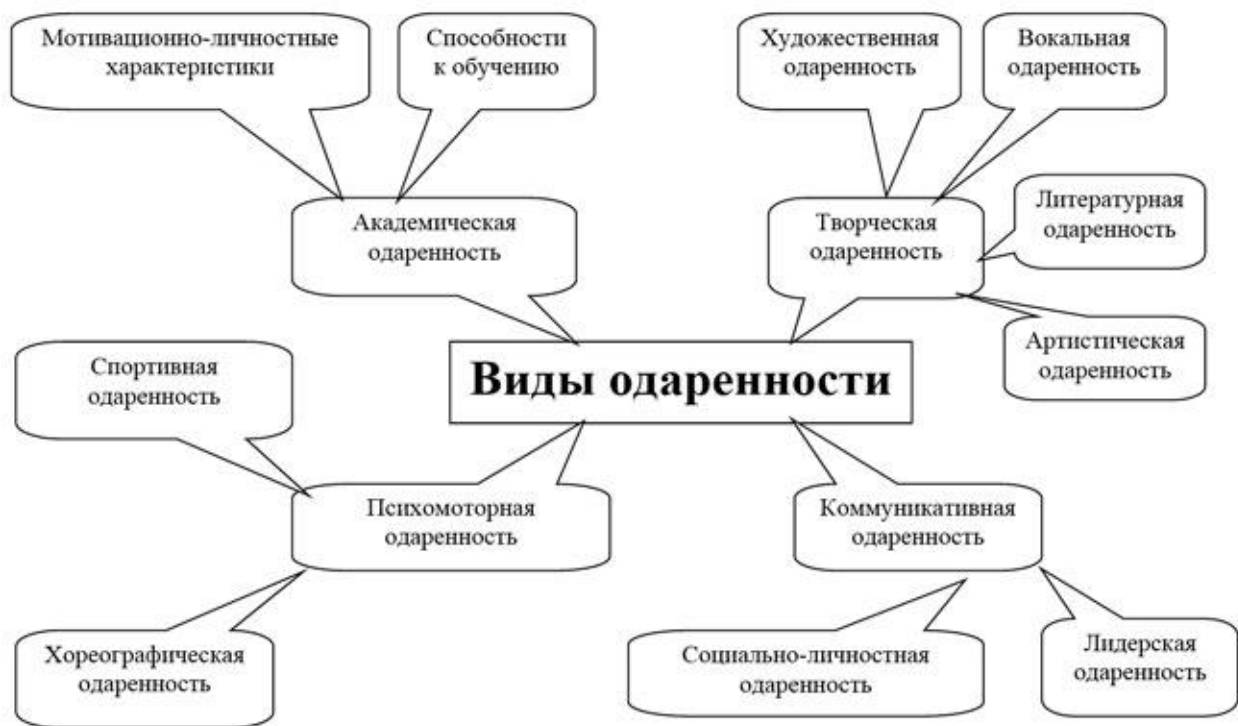 Мотивационно-личностные
характеристики
Способности
к обучению
Художественная
одаренность
Вокальная
одаренность
Академическая
одаренность
Творческая
одаренность
Литературная
одаренность
Артистическая
одаренность
Виды одаренности
Спортивная
одаренность
Психомоторная
одаренность
Коммуникативная
одаренность
Хореографическая
одаренность
Социально-личностная
одаренность
Лидерская
одаренность